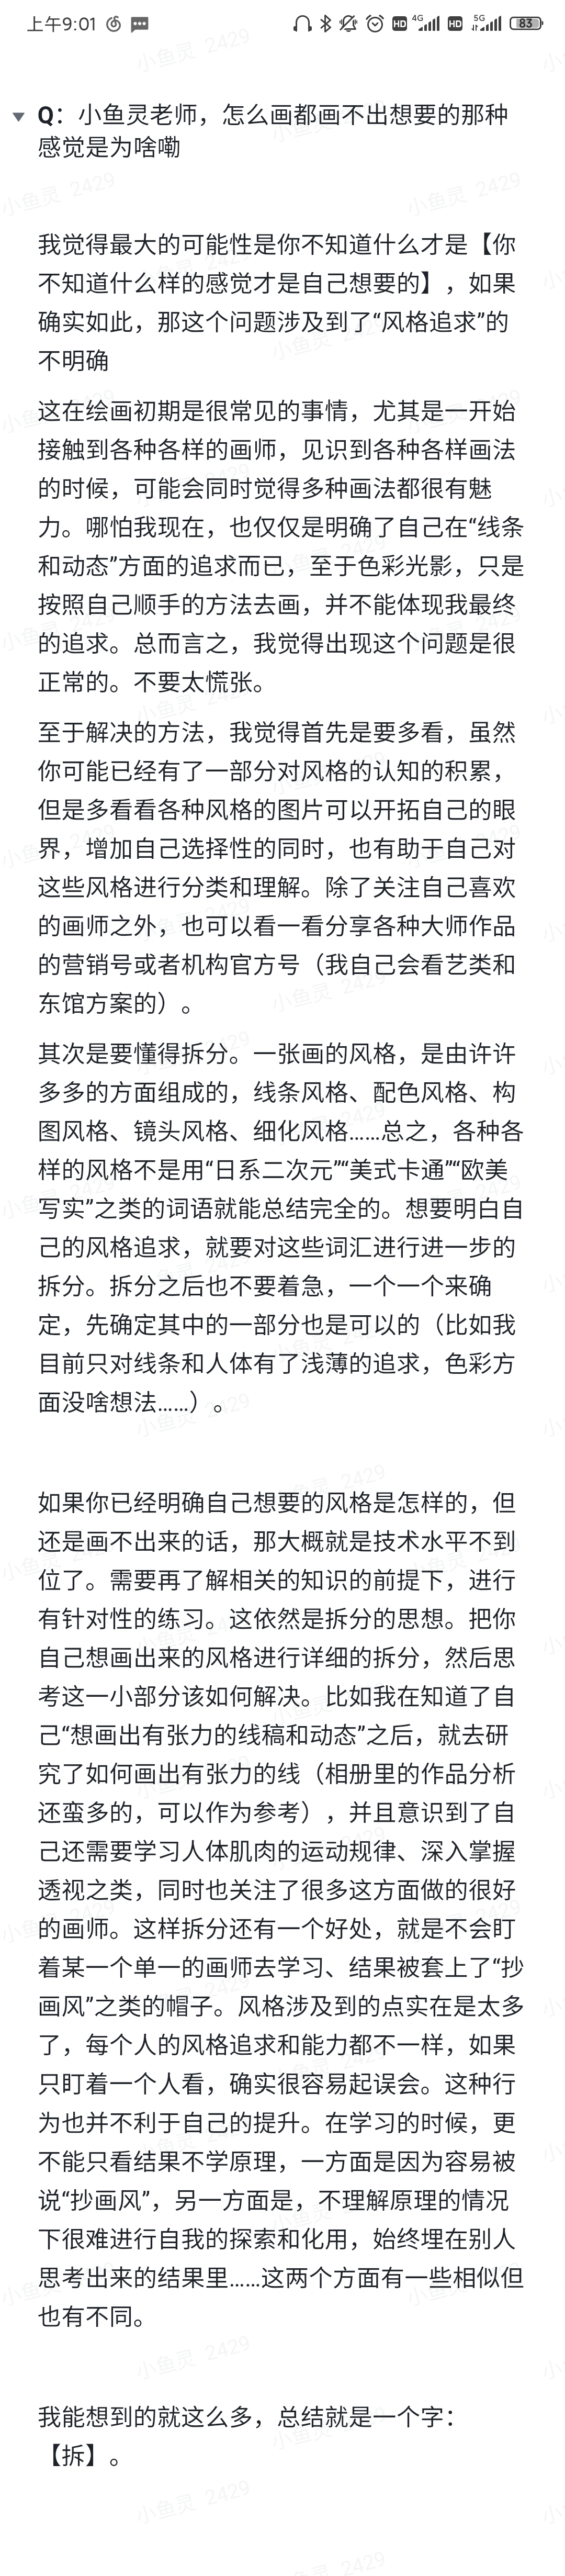 上午9:01
4G
5G
HD
HD
83
Q：小鱼灵老师，怎么画都画不出想要的那种
感觉是为啥嘞
我觉得最大的可能性是你不知道什么才是【你
不知道什么样的感觉才是自己想要的】，如果
确实如此，那这个问题涉及到了“风格追求”的
不明确
这在绘画初期是很常见的事情，尤其是一开始
接触到各种各样的画师，见识到各种各样画法
的时候，可能会同时觉得多种画法都很有魅
力。哪怕我现在，也仅仅是明确了自己在“线条
和动态”方面的追求而已，至于色彩光影，只是
按照自己顺手的方法去画，并不能体现我最终
的追求。总而言之，我觉得出现这个问题是很
正常的。不要太慌张。
至于解决的方法，我觉得首先是要多看，虽然
你可能已经有了一部分对风格的认知的积累，
但是多看看各种风格的图片可以开拓自己的眼
界，增加自己选择性的同时，也有助于自己对
这些风格进行分类和理解。除了关注自己喜欢
的画师之外，也可以看一看分享各种大师作品
的营销号或者机构官方号（我自己会看艺类和
东馆方案的）。
其次是要懂得拆分。一张画的风格，是由许许
多多的方面组成的，线条风格、配色风格、构
图风格、镜头风格、细化风格……总之，各种各
样的风格不是用“日系二次元”“美式卡通”“欧美
写实”之类的词语就能总结完全的。想要明白自
己的风格追求，就要对这些词汇进行进一步的
拆分。拆分之后也不要着急，一个一个来确
定，先确定其中的一部分也是可以的（比如我
目前只对线条和人体有了浅薄的追求，色彩方
面没啥想法……）。
如果你已经明确自己想要的风格是怎样的，但
还是画不出来的话，那大概就是技术水平不到
位了。需要再了解相关的知识的前提下，进行
有针对性的练习。这依然是拆分的思想。把你
自己想画出来的风格进行详细的拆分，然后思
考这一小部分该如何解决。比如我在知道了自
己“想画出有张力的线稿和动态”之后，就去研
究了如何画出有张力的线（相册里的作品分析
还蛮多的，可以作为参考），并且意识到了自
己还需要学习人体肌肉的运动规律、深入掌握
透视之类，同时也关注了很多这方面做的很好
的画师。这样拆分还有一个好处，就是不会盯
着某一个单一的画师去学习、结果被套上了“抄
画风”之类的帽子。风格涉及到的点实在是太多
了，每个人的风格追求和能力都不一样，如果
只盯着一个人看，确实很容易起误会。这种行
为也并不利于自己的提升。在学习的时候，更
不能只看结果不学原理，一方面是因为容易被
说“抄画风”，另一方面是，不理解原理的情况
下很难进行自我的探索和化用，始终埋在别人
思考出来的结果里……这两个方面有一些相似但
也有不同。
我能想到的就这么多，总结就是一个字：
【拆】。
小鱼灵 2429